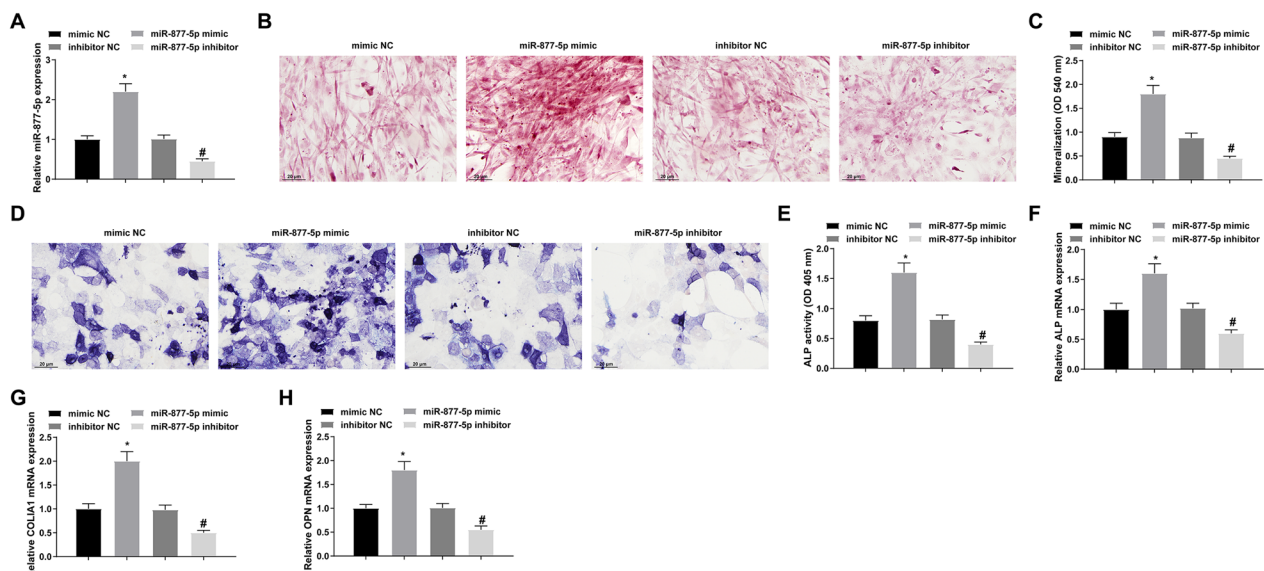 A
mimic NC miR-877-5p mimic
inhibitor NC miR-877-5p inhibitor
Relative miR-877-5p expression
3
2
1
0
*
#
B
mimic NC miR-877-5p mimic inhibitor NC miR-877-5p inhibitor
20 μm 20 μm 20 μm 20 μm
C
mimic NC miR-877-5p mimic
inhibitor NC miR-877-5p inhibitor
Mineralization (OD 540 nm)
2.5
2.0
1.5
1.0
0.5
0.0
*
#
D
mimic NC miR-877-5p mimic inhibitor NC miR-877-5p inhibitor
20 μm 20 μm 20 μm 20 μm
E
mimic NC miR-877-5p mimic
inhibitor NC miR-877-5p inhibitor
ALP activity (OD 405 nm)
2.0
1.5
1.0
0.5
0.0
*
#
F
mimic NC miR-877-5p mimic
inhibitor NC miR-877-5p inhibitor
Relative ALP mRNA expression
2.0
1.5
1.0
0.5
0.0
*
#
G
mimic NC miR-877-5p mimic
inhibitor NC miR-877-5p inhibitor
elative COLIA1 mRNA expression
2.5
2.0
1.5
1.0
0.5
0.0
*
#
H
mimic NC miR-877-5p mimic
inhibitor NC miR-877-5p inhibitor
Relative OPN mRNA expression
2.5
2.0
1.5
1.0
0.5
0.0
*
#